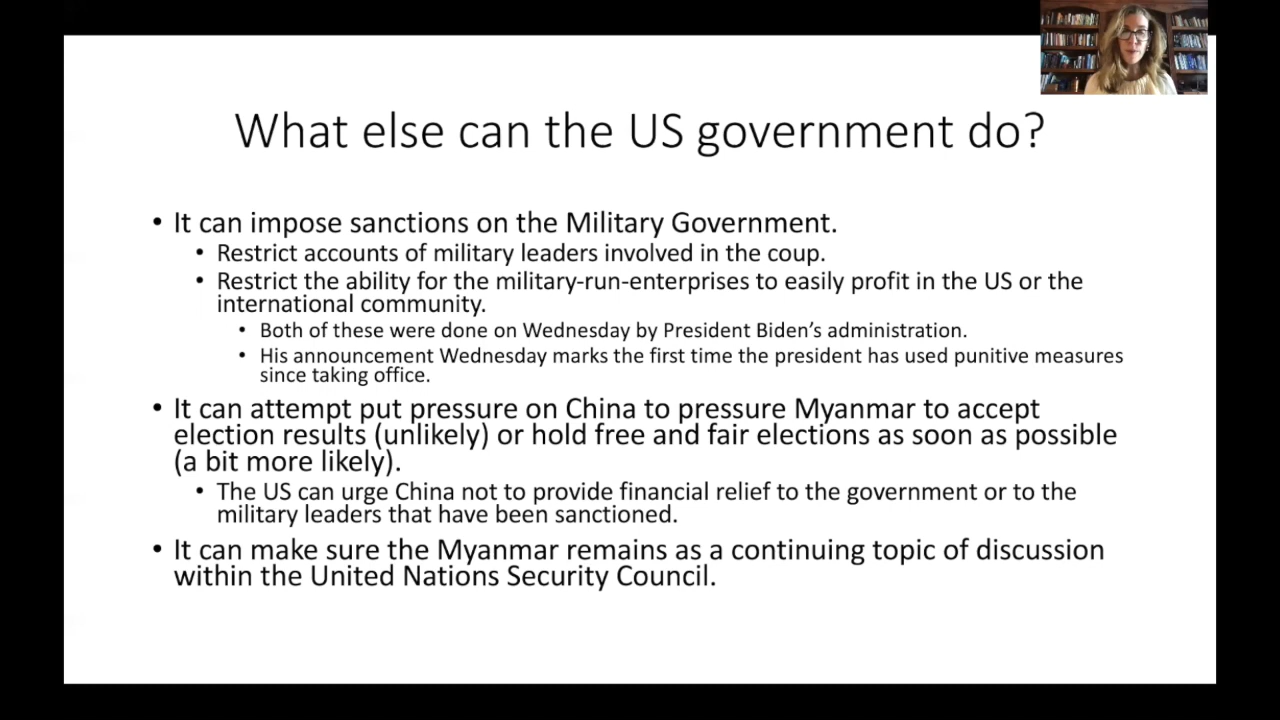 What else can the US government do?
• It can impose sanctions on the Military Government.
• Restrict accounts of military leaders involved in the coup.
• Restrict the ability for the military-run-enterprises to easily profit in the US or the
international community.
• Both of these were done on Wednesday by President Biden’s administration.
• His announcement Wednesday marks the first time the president has used punitive measures
since taking office.
• It can attempt put pressure on China to pressure Myanmar to accept
election results (unlikely) or hold free and fair elections as soon as possible
(a bit more likely).
• The US can urge China not to provide financial relief to the government or to the
military leaders that have been sanctioned.
• It can make sure the Myanmar remains as a continuing topic of discussion
within the United Nations Security Council.